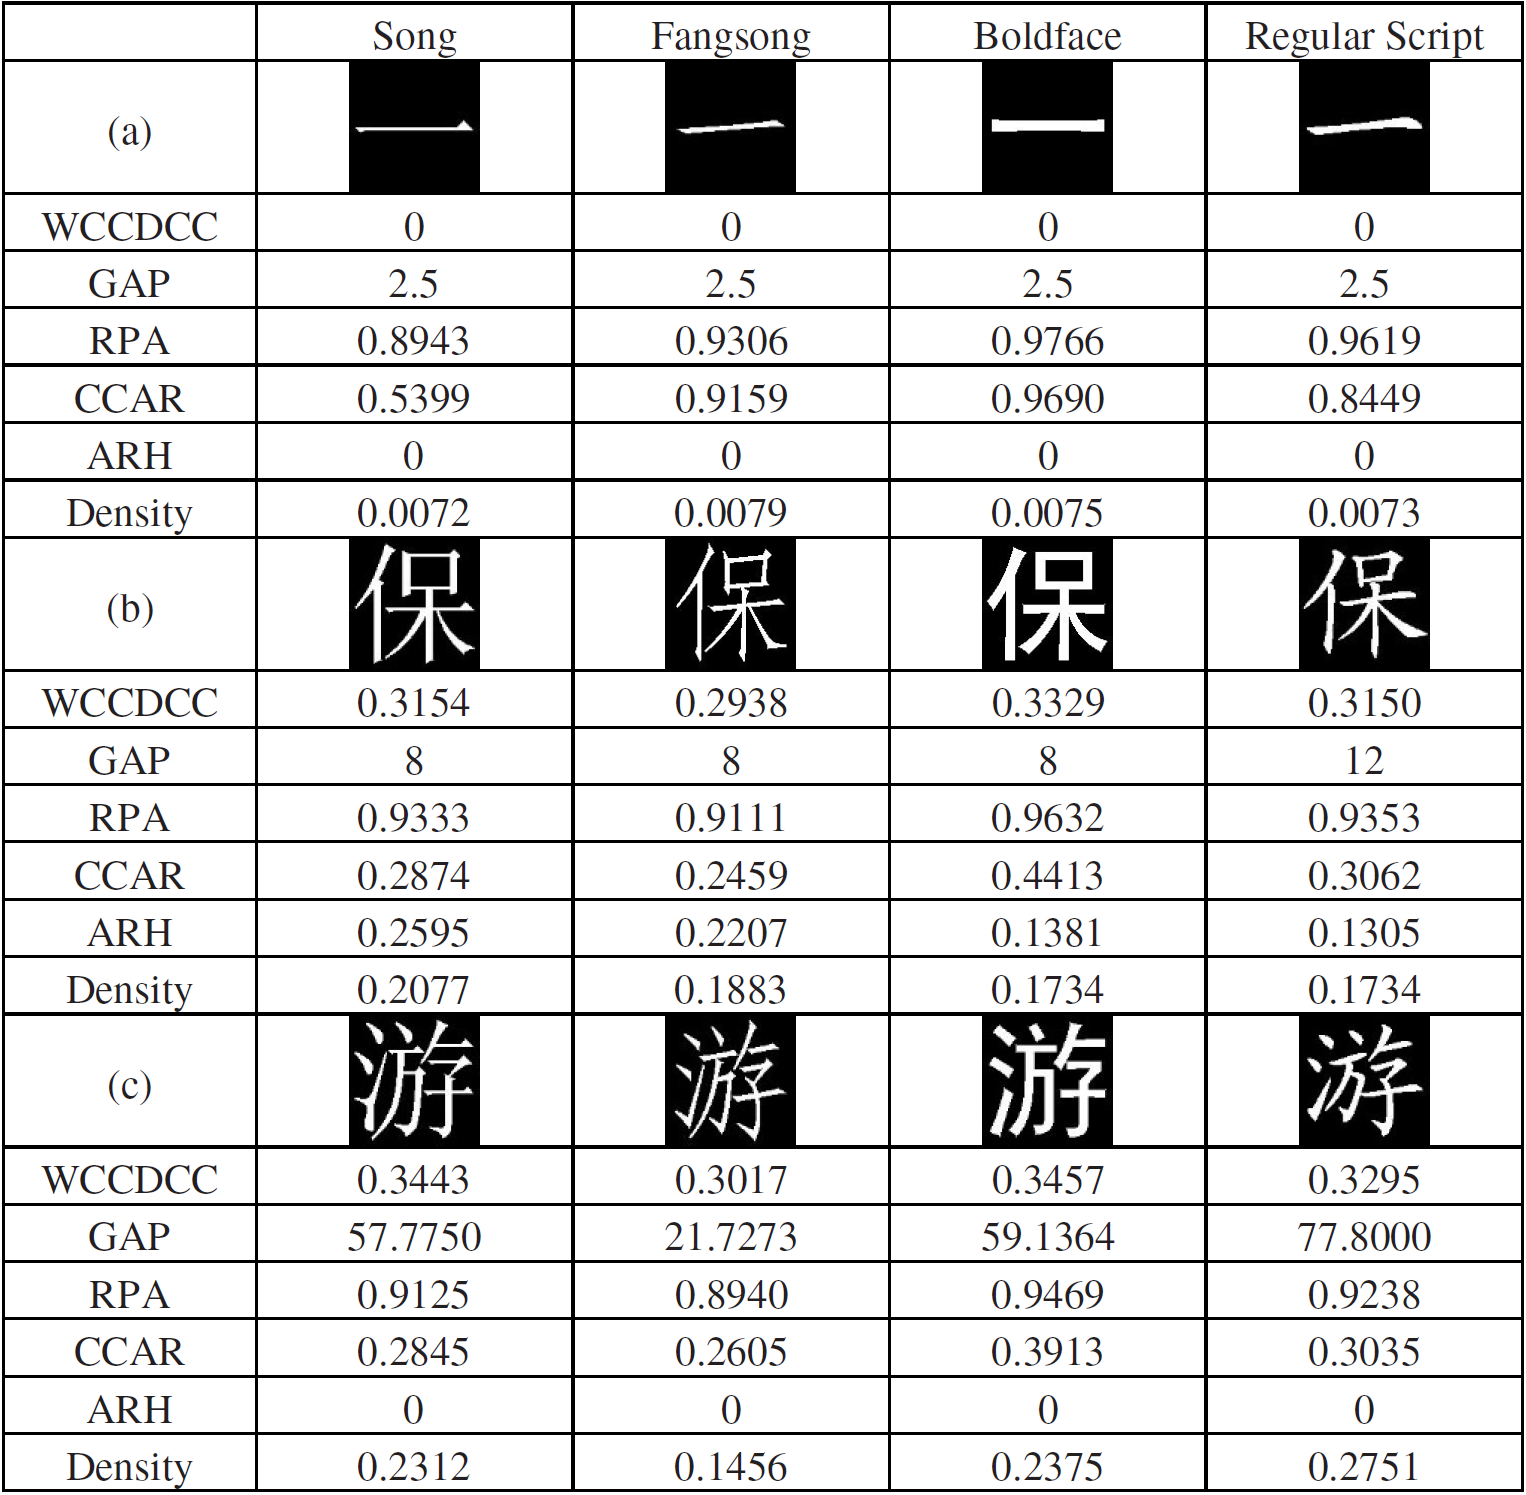 Song Fangsong Boldface Regular Script
(a) 一 一 一 一
WCCDCC 0 0 0 0
GAP 2.5 2.5 2.5 2.5
RPA 0.8943 0.9306 0.9766 0.9619
CCAR 0.5399 0.9159 0.9690 0.8449
ARH 0 0 0 0
Density 0.0072 0.0079 0.0075 0.0073
(b) 保 保 保 保
WCCDCC 0.3154 0.2938 0.3329 0.3150
GAP 8 8 8 12
RPA 0.9333 0.9111 0.9632 0.9353
CCAR 0.2874 0.2459 0.4413 0.3062
ARH 0.2595 0.2207 0.1381 0.1305
Density 0.2077 0.1883 0.1734 0.1734
(c) 游 游 游 游
WCCDCC 0.3443 0.3017 0.3457 0.3295
GAP 57.7750 21.7273 59.1364 77.8000
RPA 0.9125 0.8940 0.9469 0.9238
CCAR 0.2845 0.2605 0.3913 0.3035
ARH 0 0 0 0
Density 0.2312 0.1456 0.2375 0.2751